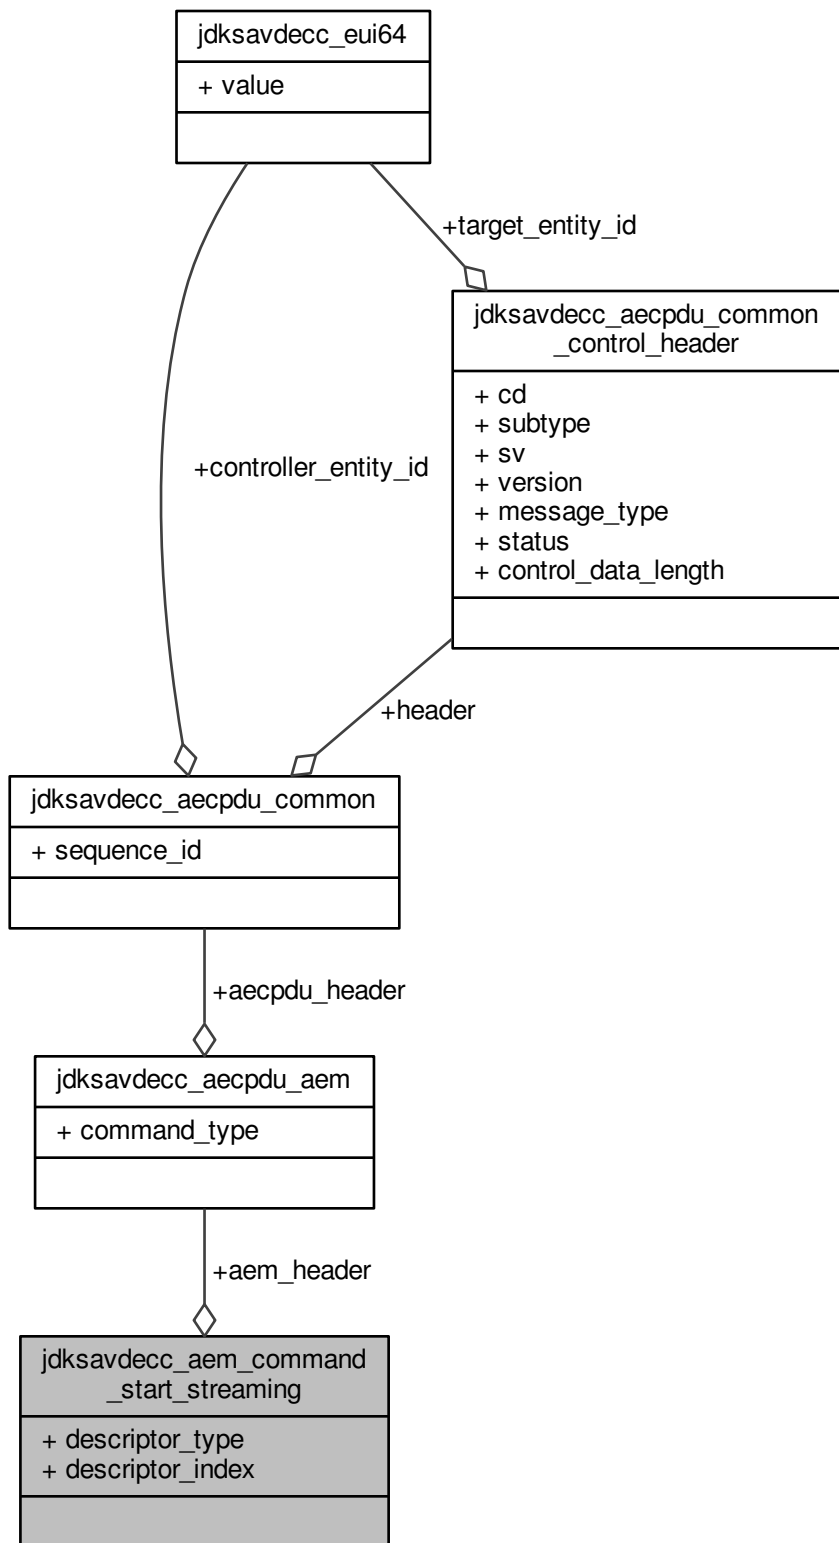 jdksavdecc_eui64
+ value
+target_entity_id
jdksavdecc_aecpdu_common
_control_header
+ cd
+ subtype
+ sv
+ version
+ message_type
+ status
+ control_data_length
+controller_entity_id
+header
jdksavdecc_aecpdu_common
+ sequence_id
+aecpdu_header
jdksavdecc_aecpdu_aem
+ command_type
+aem_header
jdksavdecc_aem_command
_start_streaming
+ descriptor_type
+ descriptor_index